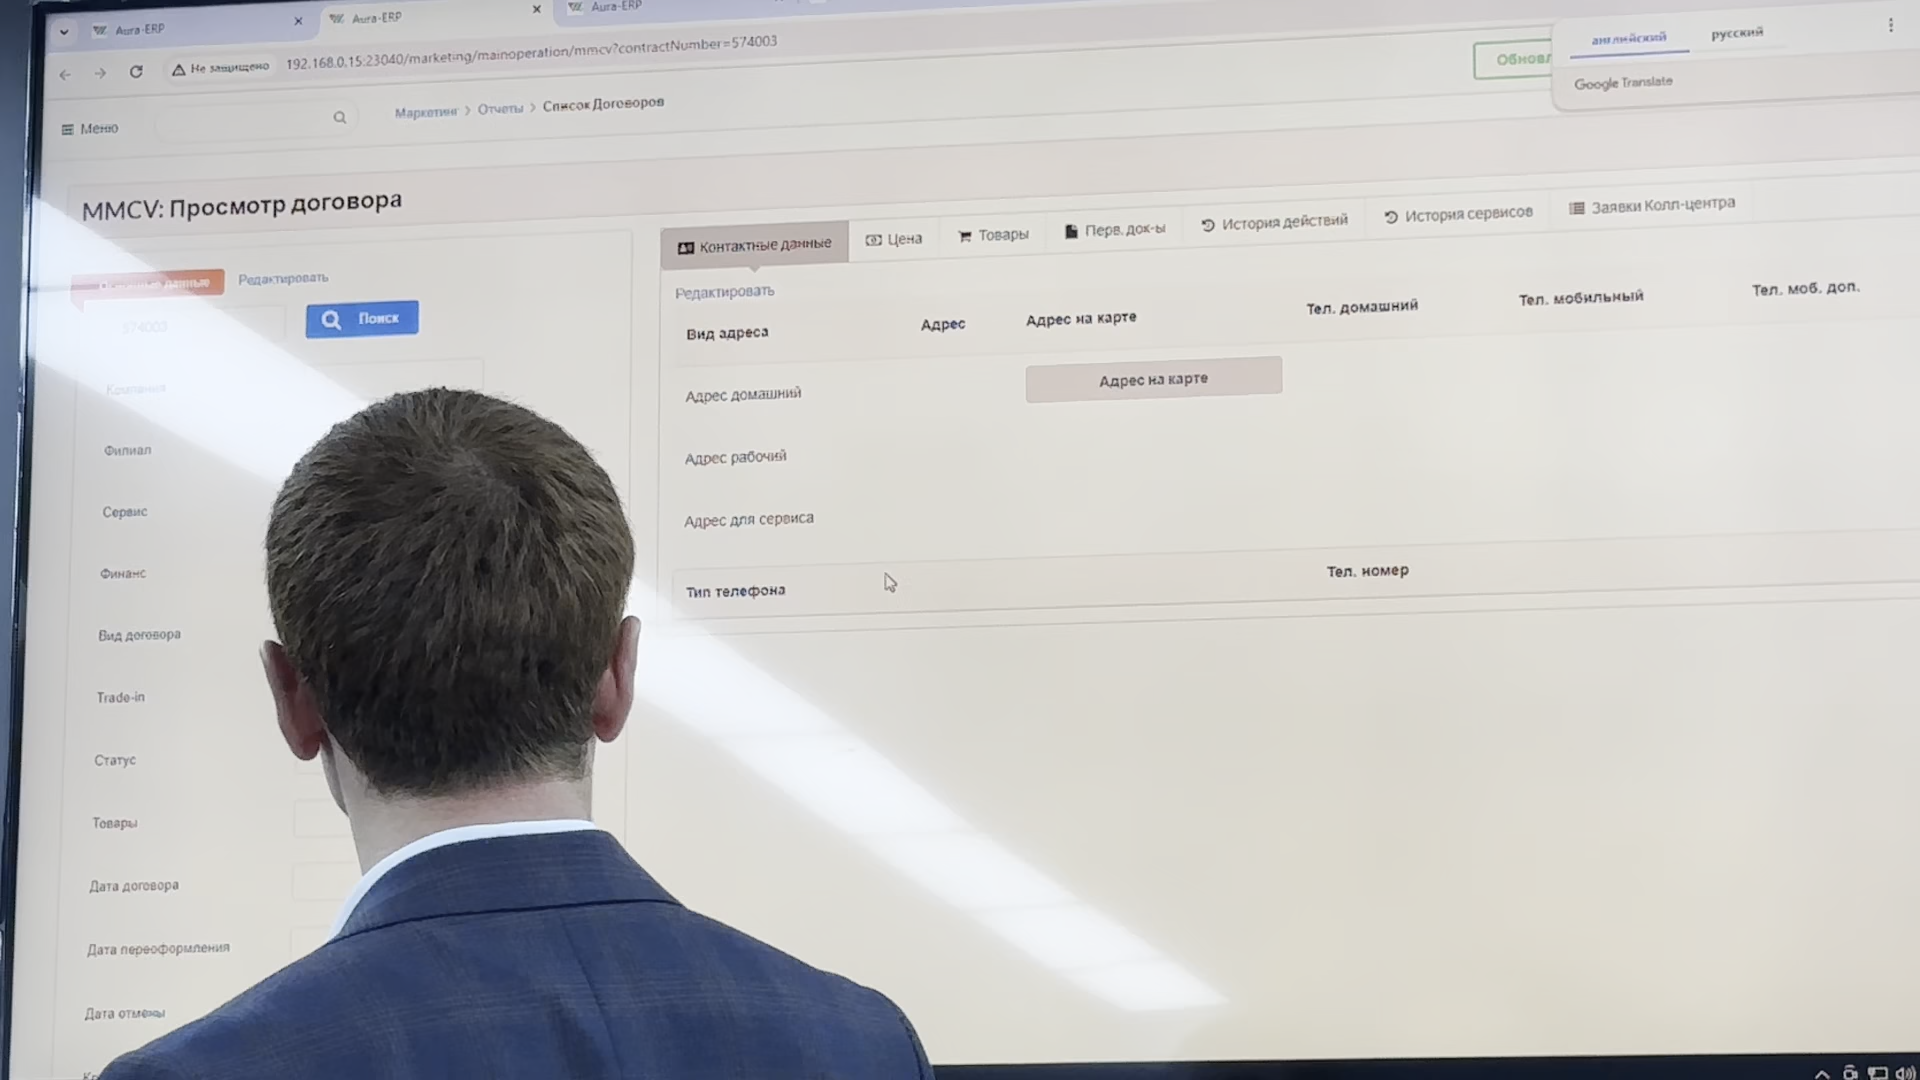 Aura-ERP
Aura-ERP
Aura-ERP
Не защищено
192.168.0.15:23040/marketing/mainoperation/mmcv?contractNumber=574003
английский
русский
Google Translate
Меню
Маркетинг > Отчеты > Список Договоров
MMCV: Просмотр договора
Основные данные
Редактировать
574003
Поиск
Компания
Филиал
Сервис
Финанс
Вид договора
Trade-in
Статус
Товары
Дата договора
Дата переоформления
Дата отмены
Контактные данные
Цена
Товары
Перв. док-ы
История действий
История сервисов
Заявки Колл-центра
Редактировать
Вид адреса
Адрес
Адрес на карте
Тел. домашний
Тел. мобильный
Тел. моб. доп.
Адрес домашний
Адрес на карте
Адрес рабочий
Адрес для сервиса
Тип телефона
Тел. номер